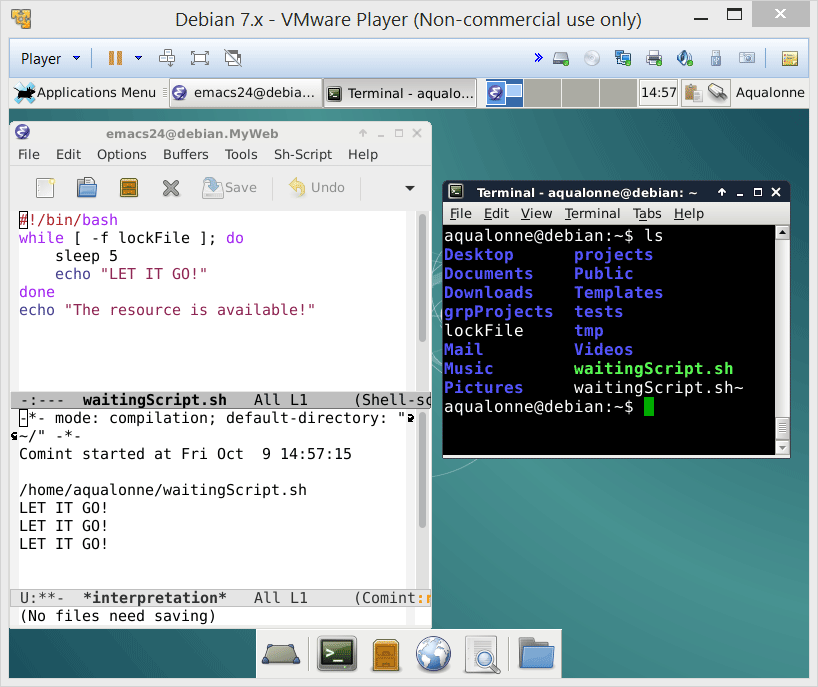 Debian 7.x - VMware Player (Non-commercial use only)
Player
Applications Menu
emacs24@debia...
Terminal - aqualo...
14:57
Aqualonne
emacs24@debian.MyWeb
File Edit Options Buffers Tools Sh-Script Help
Save Undo
#!/bin/bash
while [ -f lockFile ]; do
sleep 5
echo "LET IT GO!"
done
echo "The resource is available!"
-:--- waitingScript.sh All L1 (Shell-sc
-*- mode: compilation; default-directory: "
~/" -*-
Comint started at Fri Oct 9 14:57:15
/home/aqualonne/waitingScript.sh
LET IT GO!
LET IT GO!
LET IT GO!
U:**- *interpretation* All L1 (Comint:
(No files need saving)
Terminal - aqualonne@debian: ~
File Edit View Terminal Tabs Help
aqualonne@debian:~$ ls
Desktop projects
Documents Public
Downloads Templates
grpProjects tests
lockFile tmp
Mail Videos
Music waitingScript.sh
Pictures waitingScript.sh~
aqualonne@debian:~$